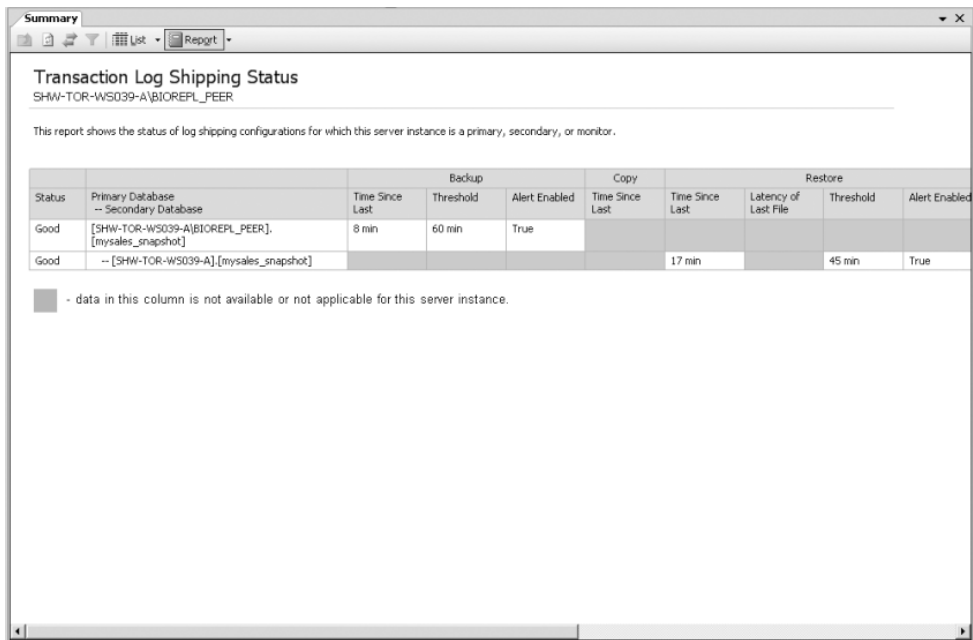 Summary
List Report
Transaction Log Shipping Status
SHW-TOR-WS039-A\BIOREPL_PEER
This report shows the status of log shipping configurations for which this server instance is a primary, secondary, or monitor.
Backup Copy Restore
Status Primary Database Time Since Threshold Alert Enabled Time Since Time Since Latency of Threshold Alert Enabled
-- Secondary Database Last Last Last Last File
Good [SHW-TOR-WS039-A\BIOREPL_PEER]. 8 min 60 min True
[mysales_snapshot]
Good -- [SHW-TOR-WS039-A].[mysales_snapshot] 17 min 45 min True
- data in this column is not available or not applicable for this server instance.